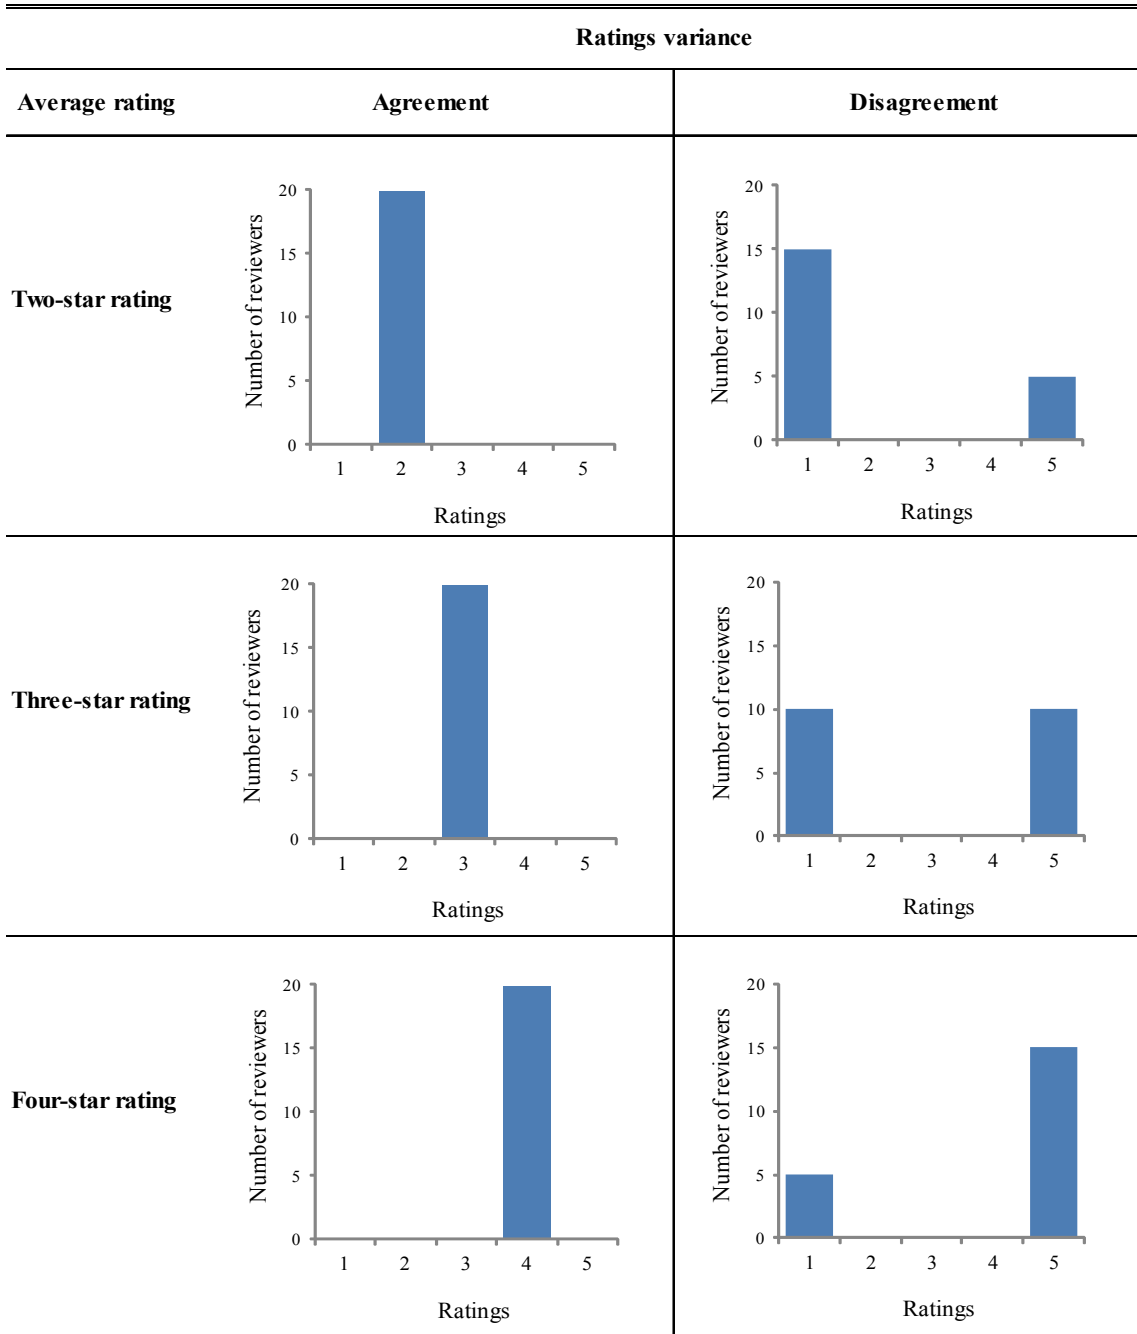 Ratings variance
Average rating Agreement Disagreement
Two-star rating
Number of reviewers
20
15
10
5
0
1 2 3 4 5
Ratings
Number of reviewers
20
15
10
5
0
1 2 3 4 5
Ratings
Three-star rating
Number of reviewers
20
15
10
5
0
1 2 3 4 5
Ratings
Number of reviewers
20
15
10
5
0
1 2 3 4 5
Ratings
Four-star rating
Number of reviewers
20
15
10
5
0
1 2 3 4 5
Ratings
Number of reviewers
20
15
10
5
0
1 2 3 4 5
Ratings